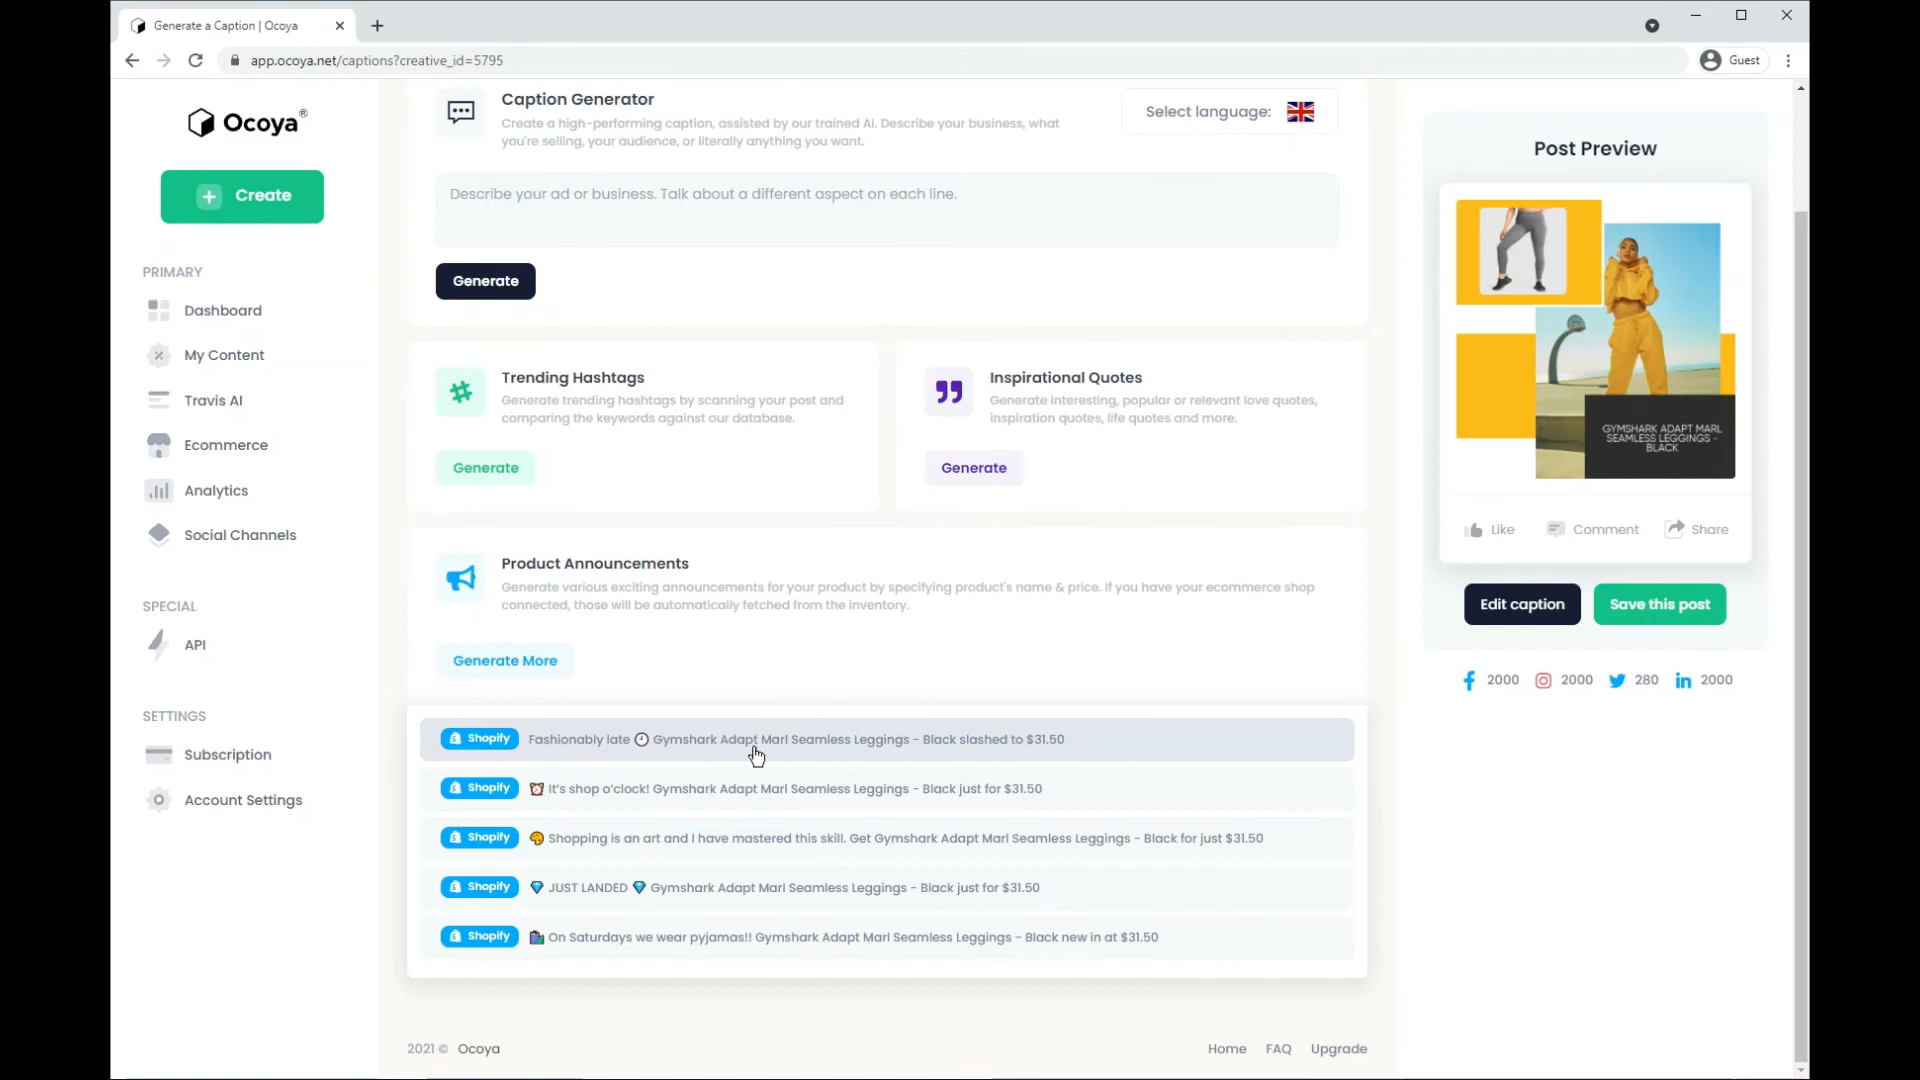 Generate a Caption | Ocoya
app.ocoya.net/captions?creative_id=5795
Guest
Ocoya®
Create
PRIMARY
Dashboard
My Content
Travis AI
Ecommerce
Analytics
Social Channels
SPECIAL
API
SETTINGS
Subscription
Account Settings
Caption Generator
Create a high-performing caption, assisted by our trained AI. Describe your business, what
you're selling, your audience, or literally anything you want.
Select language:
Describe your ad or business. Talk about a different aspect on each line.
Generate
Trending Hashtags
Generate trending hashtags by scanning your post and
comparing the keywords against our database.
Generate
Inspirational Quotes
Generate interesting, popular or relevant love quotes,
inspiration quotes, life quotes and more.
Generate
Product Announcements
Generate various exciting announcements for your product by specifying product's name & price. If you have your ecommerce shop
connected, those will be automatically fetched from the inventory.
Generate More
Shopify Fashionably late 🕘 Gymshark Adapt Marl Seamless Leggings - Black slashed to $31.50
Shopify ⏰ It's shop o'clock! Gymshark Adapt Marl Seamless Leggings - Black just for $31.50
Shopify 🎨 Shopping is an art and I have mastered this skill. Get Gymshark Adapt Marl Seamless Leggings - Black for just $31.50
Shopify 💎 JUST LANDED 💎 Gymshark Adapt Marl Seamless Leggings - Black just for $31.50
Shopify 🛍 On Saturdays we wear pyjamas!! Gymshark Adapt Marl Seamless Leggings - Black new in at $31.50
2021 © Ocoya
Home FAQ Upgrade
Post Preview
GYMSHARK ADAPT MARL
SEAMLESS LEGGINGS -
BLACK
Like Comment Share
Edit caption
Save this post
2000 2000 280 2000